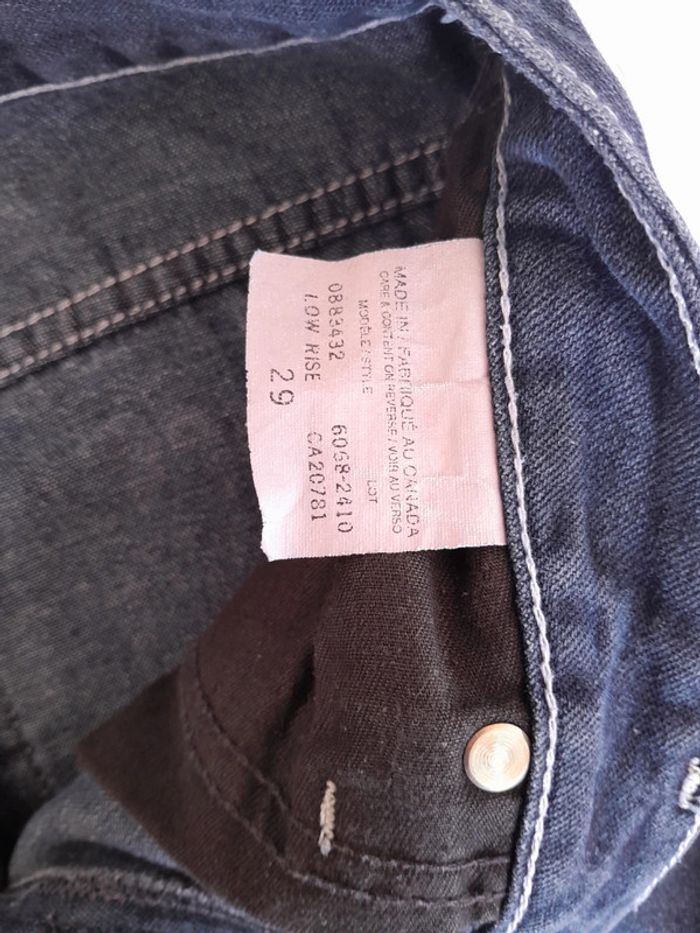 MADE IN / FABRIQUÉ AU CANADA
CARE & CONTENT ON REVERSE / VOIR AU VERSO
MODÈLE / STYLE LOT
0883432 6068-2410
LOW RISE CA20781
29